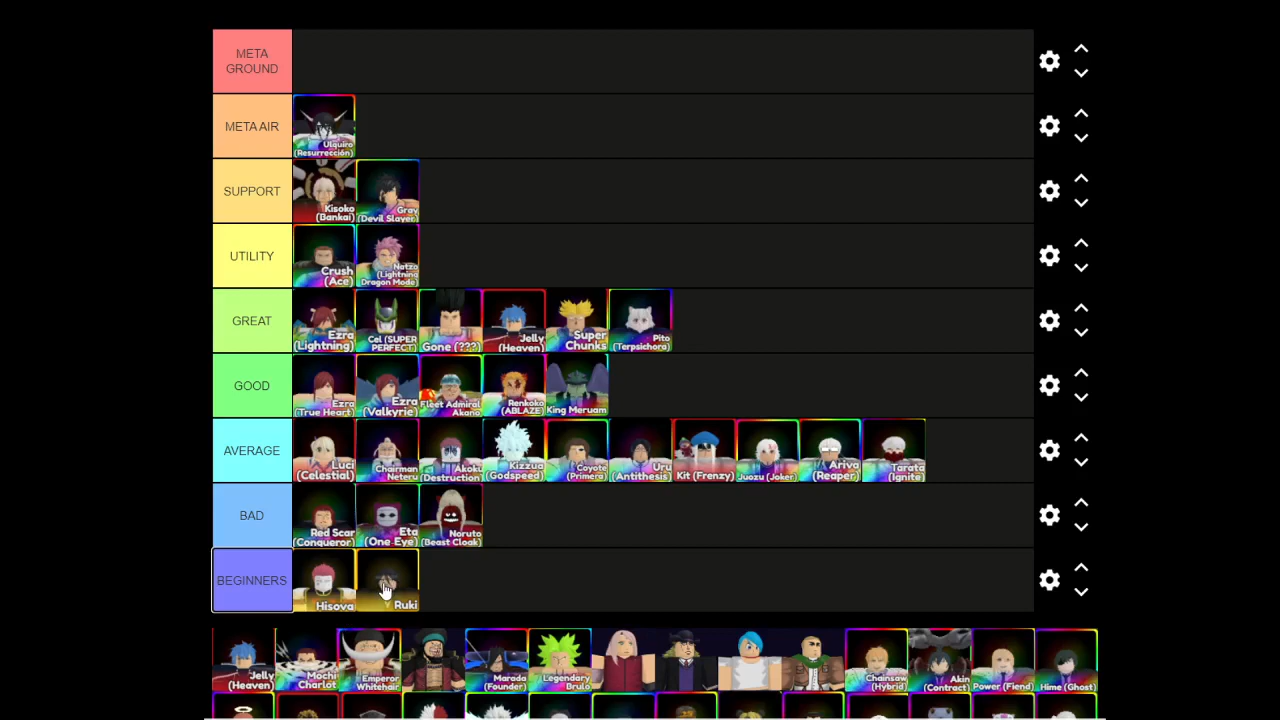 META
GROUND
META AIR
Ulquiro
(Resurrección)
SUPPORT
Kisoko
(Bankai)
Gray
(Devil Slayer
UTILITY
Crush
(Ace)
Natzo
(Lightning
Dragon Mode)
GREAT
Ezra
(Lightning)
Cel (SUPER
PERFECT)
Gone (???)
Jelly
(Heaven)
Super
Chunks
Pito
(Terpsichora)
GOOD
Ezra
(True Heart)
Ezra
(Valkyrie)
Fleet Admiral
Akano
Renkoko
(ABLAZE)
King Meruam
AVERAGE
Luci
(Celestial)
Chairman
Neteru
Akoku
(Destruction
Kizzua
(Godspeed)
Coyote
(Primera)
Uru
(Antithesis)
Kit (Frenzy)
Juozu (Joker)
Ariva
(Reaper)
Tarata
(Ignite)
BAD
Red Scar
(Conqueror)
Eta
(One Eye)
Noruto
(Beast Cloak)
BEGINNERS
Hisova
Ruki
Jelly
(Heaven
Mochi
Charlot
Emperor
Whitehair
Marada
(Founder)
Legendary
Brulo
Chainsaw
(Hybrid)
Akin
(Contract)
Power (Fiend)
Hime (Ghost)